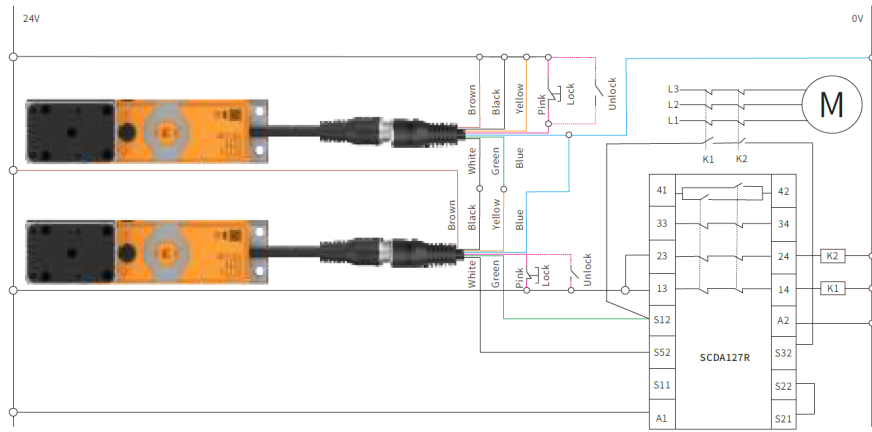 24V
0V
Brown
Black
Yellow
Pink
Lock
Unlock
L3
L2
L1
M
K1
K2
White
Green
Blue
41
42
Brown
Black
Yellow
Blue
33
34
White
Green
Pink
Lock
Unlock
23
24
K2
13
14
K1
S12
A2
S52
SCDA127R
S32
S11
S22
A1
S21